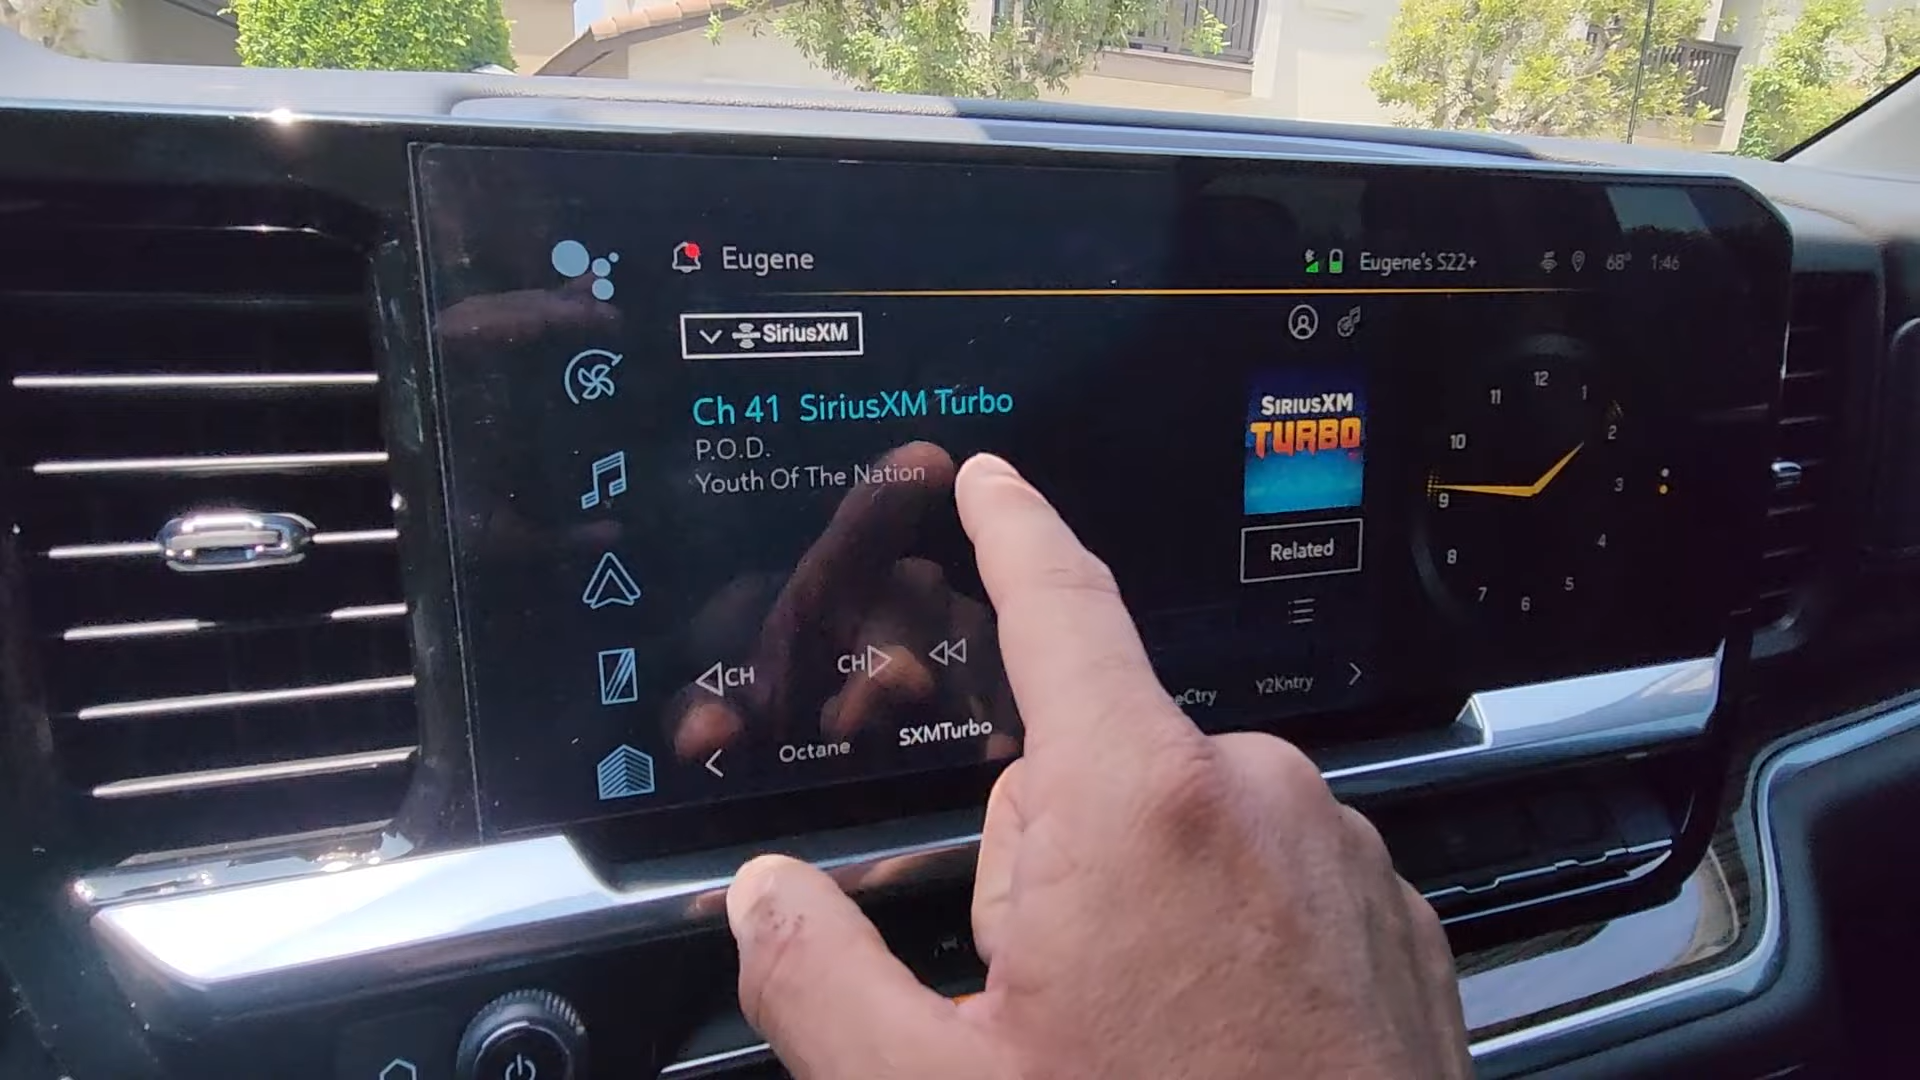 Eugene
Eugene's S22+
68°
1:46
SiriusXM
Ch 41 SiriusXM Turbo
P.O.D.
Youth Of The Nation
SIRIUSXM
TURBO
Related
CH
CH
Octane
SXMTurbo
eCtry
Y2Kntry
12
1
2
3
4
5
6
7
8
9
10
11